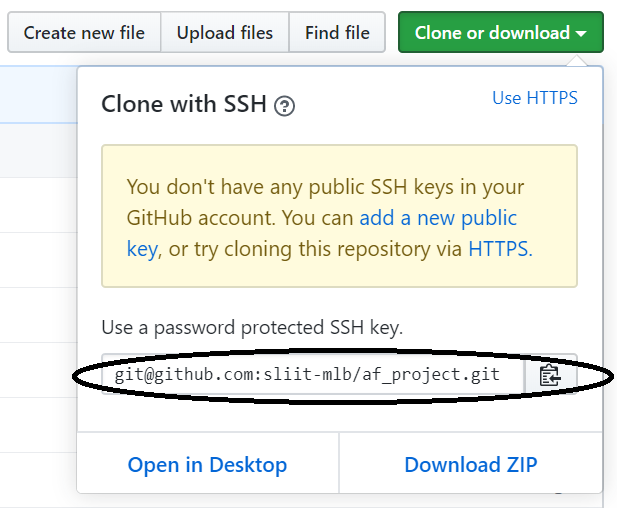 Create new file Upload files Find file Clone or download
Clone with SSH ? Use HTTPS
You don't have any public SSH keys in your
GitHub account. You can add a new public
key, or try cloning this repository via HTTPS.
Use a password protected SSH key.
git@github.com:sliit-mlb/af_project.git
Open in Desktop Download ZIP